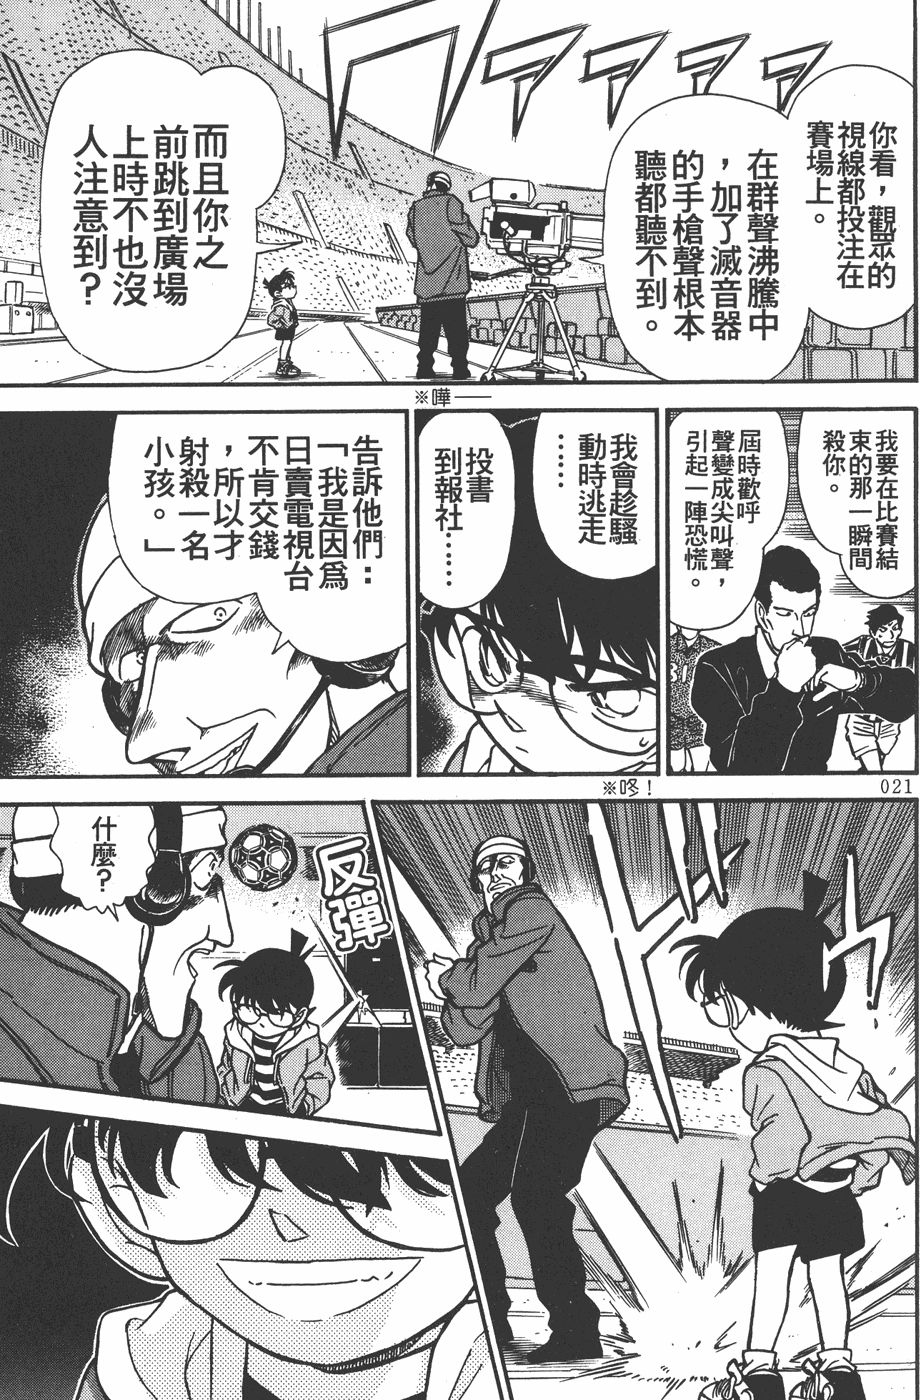 ワァァァァ
你看，觀眾的
視線都投注在
賽場上。
在群聲沸騰中
，加了滅音器
的手槍聲根本
聽都聽不到。
而且你之
前跳到廣場
上時不也沒
人注意到？
※嘩——
我要在比賽結
束的那一瞬間
殺你。
屆時歡呼
聲變成尖叫聲，
引起一陣恐慌。
我會趁騷
動時逃走
……
投書
到報社……
告訴他們：
「我是因為
日賣電視台
不肯交錢
，所以才
射殺一名
小孩。」
021
※咚！
ドッ
反彈
什麼？